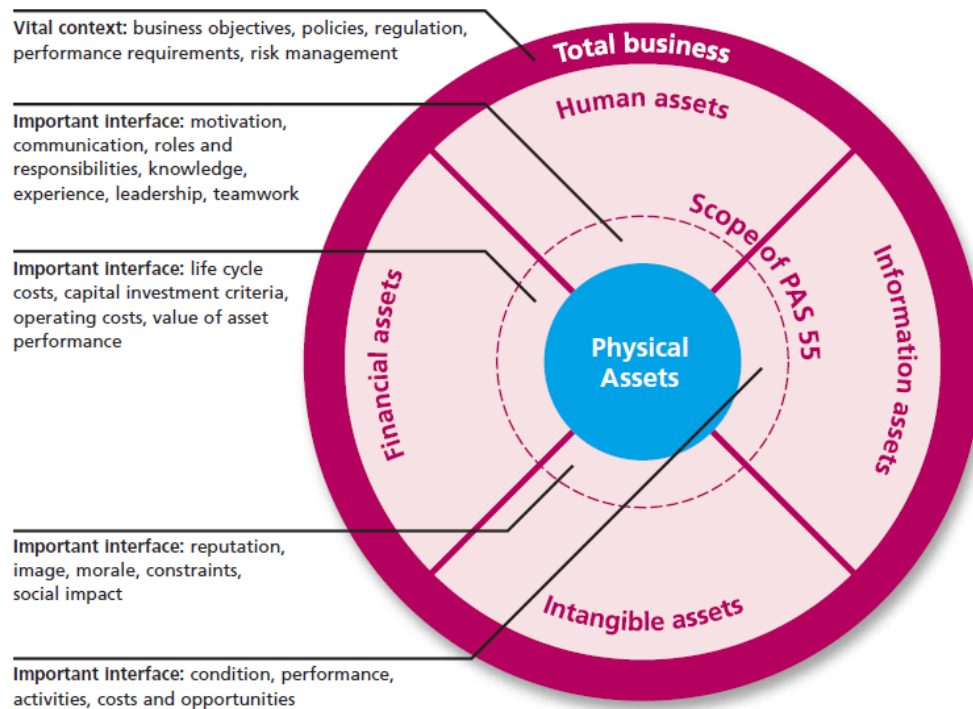 Vital context: business objectives, policies, regulation,
performance requirements, risk management
Important interface: motivation,
communication, roles and
responsibilities, knowledge,
experience, leadership, teamwork
Important interface: life cycle
costs, capital investment criteria,
operating costs, value of asset
performance
Important interface: reputation,
image, morale, constraints,
social impact
Important interface: condition, performance,
activities, costs and opportunities
Total business
Human assets
Scope of PAS 55
Financial assets
Information assets
Physical
Assets
Intangible assets